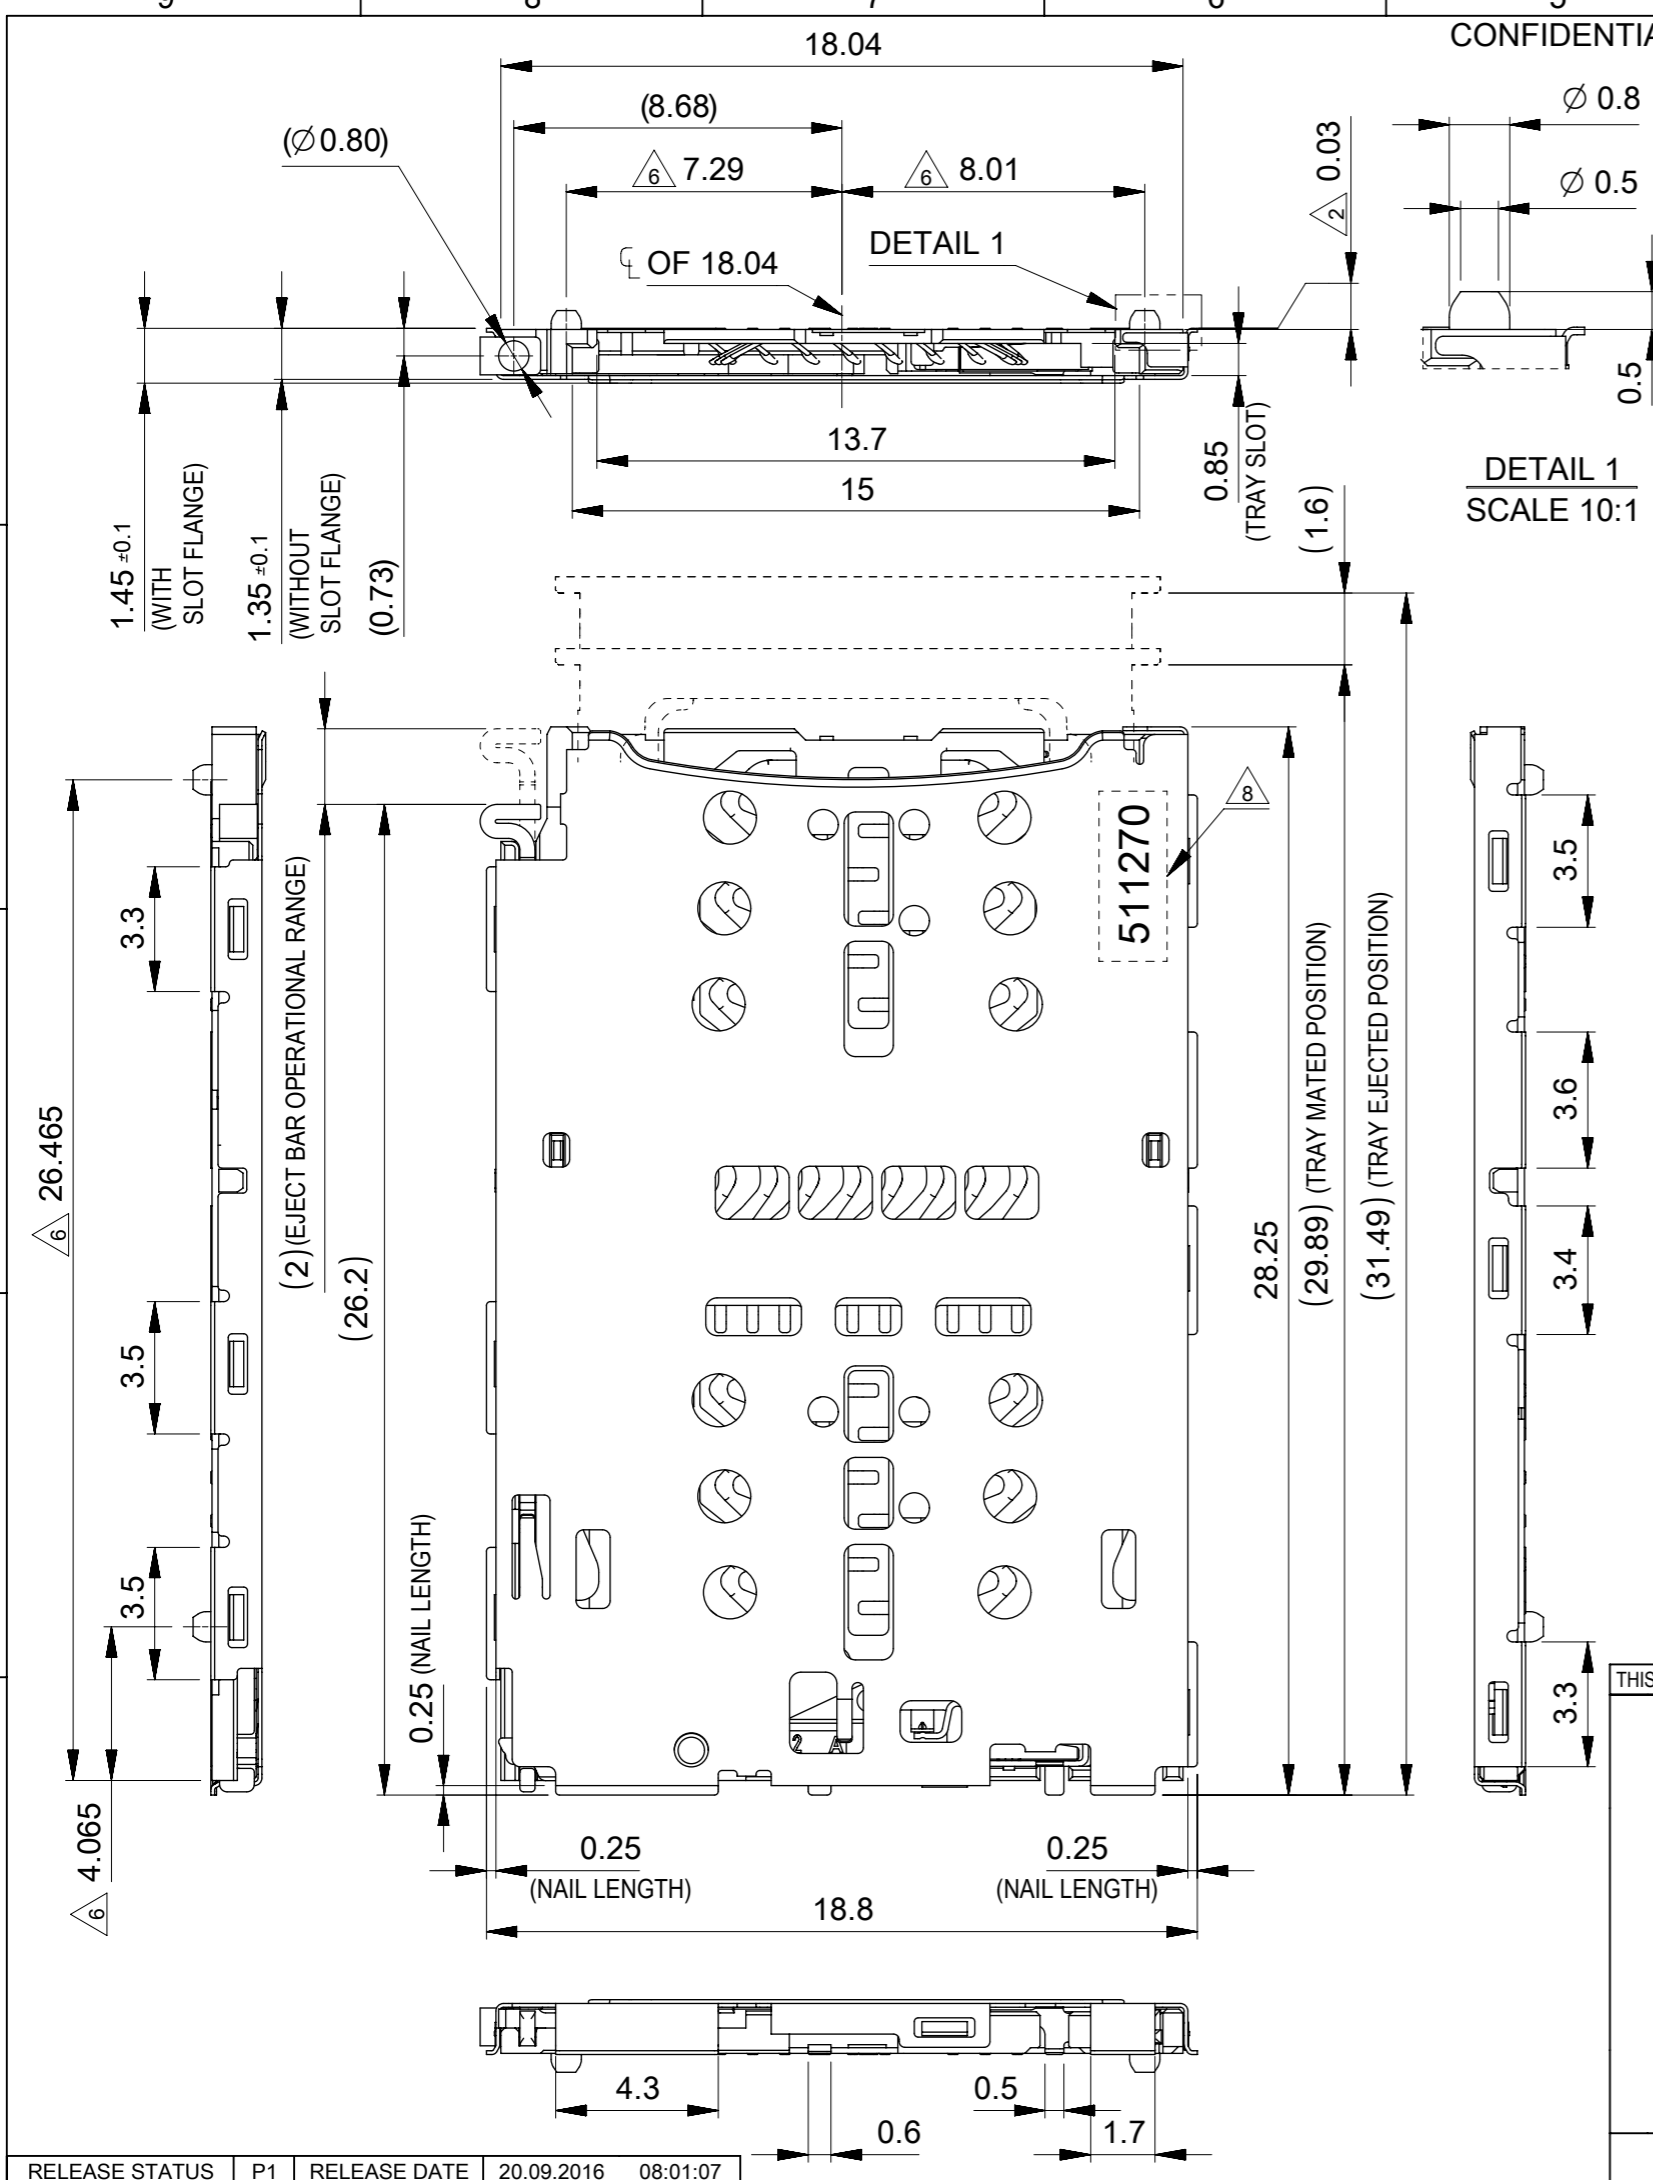 18.04
CONFIDENTIA
(8.68)
Ø 0.8
(Ø0.80)
6 7.29
6 8.01
2 0.03
Ø 0.5
℄ OF 18.04
DETAIL 1
13.7
15
0.85
(TRAY SLOT)
0.5
DETAIL 1
SCALE 10:1
1.45 ±0.1
(WITH
SLOT FLANGE)
1.35 ±0.1
(WITHOUT
SLOT FLANGE)
(0.73)
(1.6)
8
511270
3.3
3.5
(2)(EJECT BAR OPERATIONAL RANGE)
(26.2)
6 26.465
28.25
(29.89) (TRAY MATED POSITION)
(31.49) (TRAY EJECTED POSITION)
3.6
3.4
3.5
3.5
0.25 (NAIL LENGTH)
3.3
THIS
2 A
6 4.065
0.25
(NAIL LENGTH)
0.25
(NAIL LENGTH)
18.8
4.3
0.6
0.5
1.7
RELEASE STATUS P1 RELEASE DATE 20.09.2016 08:01:07